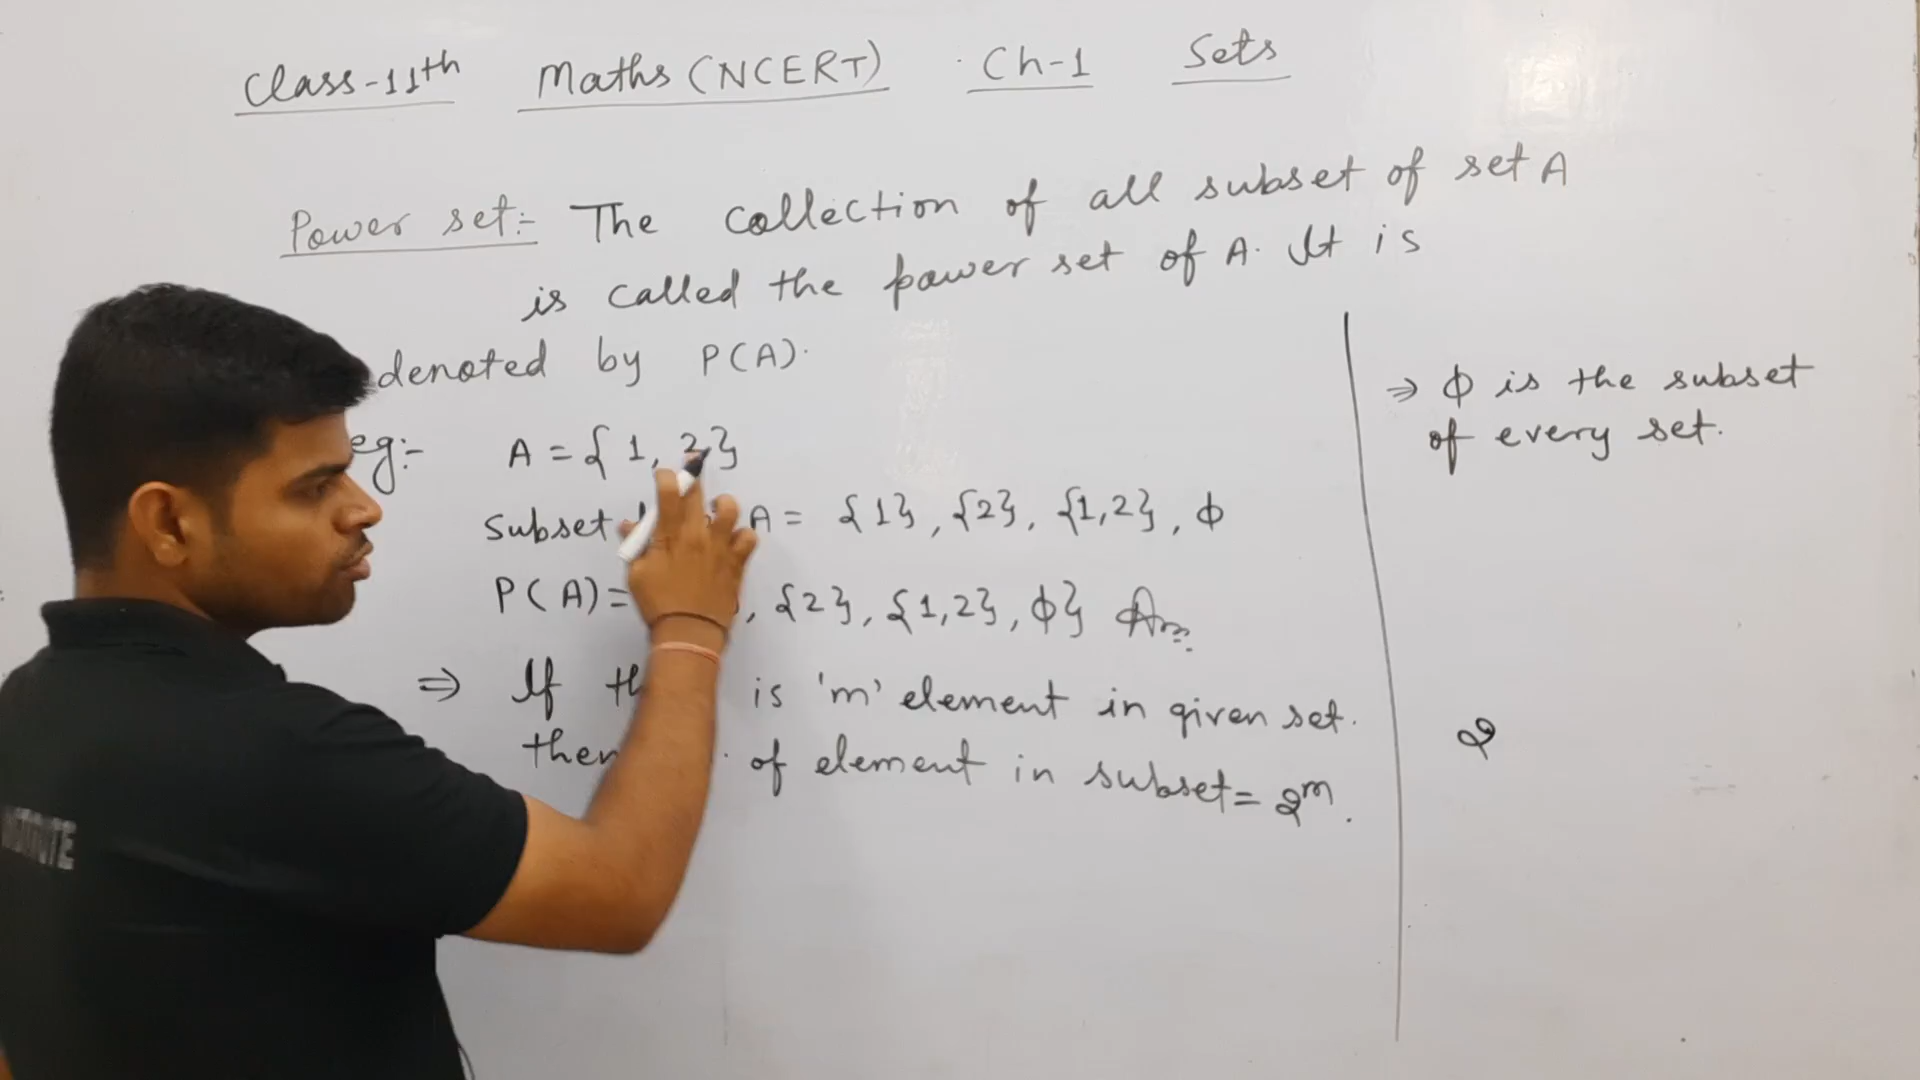 Class-11th Maths (NCERT) Ch-1 Sets
Power set:- The collection of all subset of set A
is called the power set of A. It is
denoted by P(A).
eg:- A = { 1, 2}
Subset A = {1}, {2}, {1,2}, ϕ
P(A)= , {2}, {1,2}, ϕ} Ans
⇒ If is 'm' element in given set.
then of element in subset = 2ᵐ.
⇒ ϕ is the subset
of every set.
2